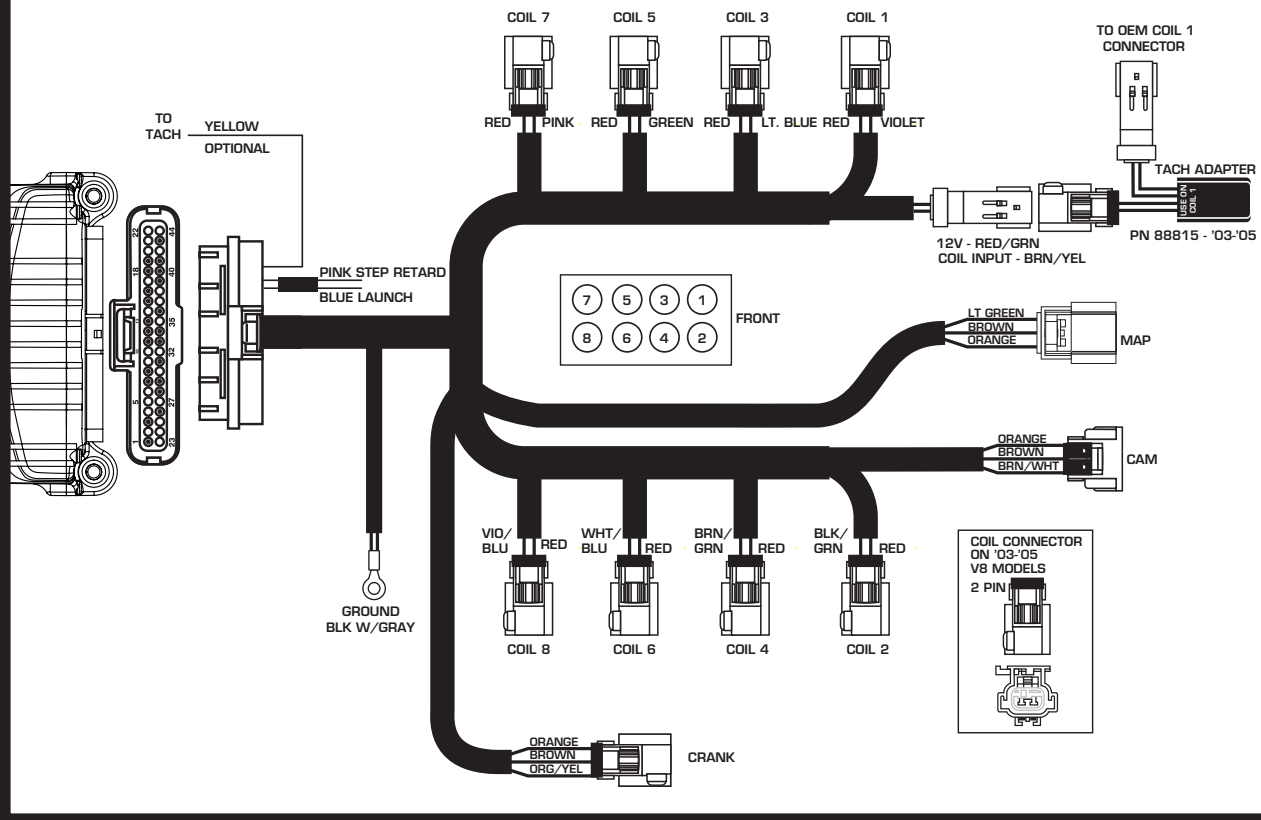 COIL 7
COIL 5
COIL 3
COIL 1
TO OEM COIL 1
CONNECTOR
RED
PINK
RED
GREEN
RED
LT. BLUE
RED
VIOLET
TO
TACH
YELLOW
OPTIONAL
TACH ADAPTER
USE ON
COIL 1
PN 88815 - '03-'05
12V - RED/GRN
COIL INPUT - BRN/YEL
22
44
18
40
35
32
5
27
1
23
PINK STEP RETARD
BLUE LAUNCH
7
5
3
1
8
6
4
2
FRONT
LT GREEN
BROWN
ORANGE
MAP
ORANGE
BROWN
BRN/WHT
CAM
VIO/
BLU
RED
WHT/
BLU
RED
BRN/
GRN
RED
BLK/
GRN
RED
COIL 8
COIL 6
COIL 4
COIL 2
GROUND
BLK W/GRAY
COIL CONNECTOR
ON '03-'05
V8 MODELS
2 PIN
ORANGE
BROWN
ORG/YEL
CRANK